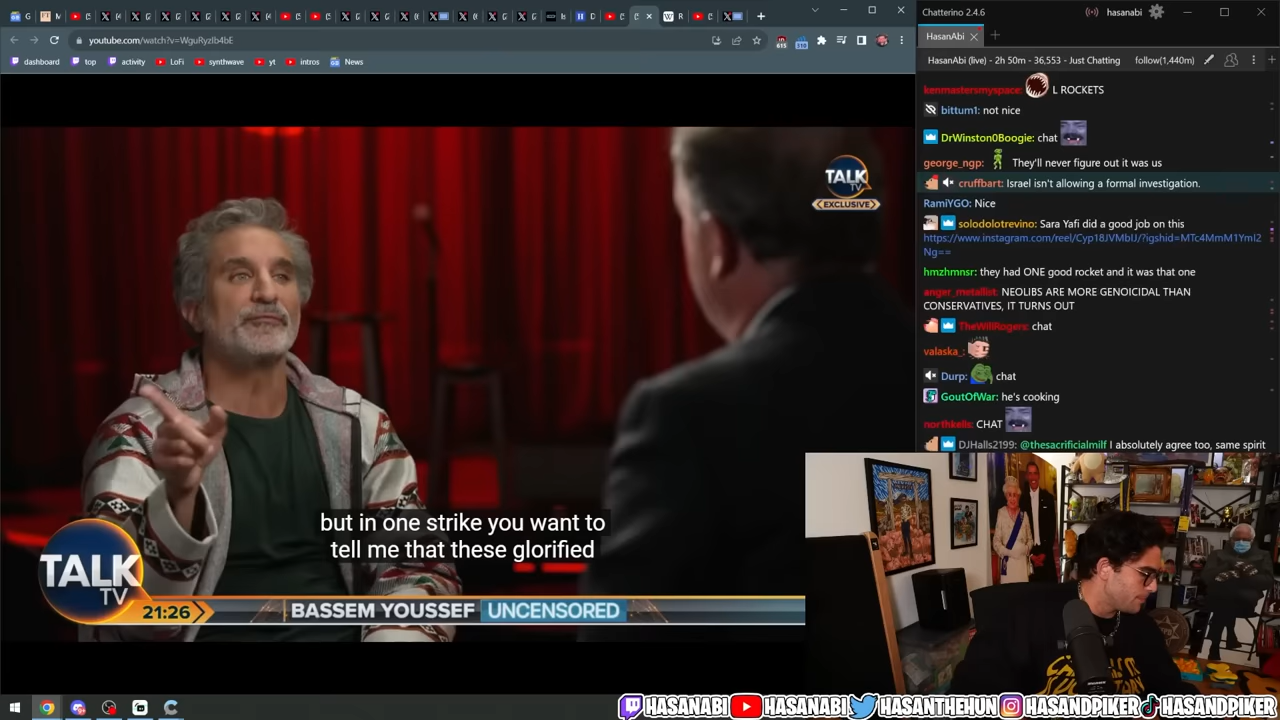 youtube.com/watch?v=WguRyzIb4bE
615
310
dashboard
top
activity
LoFi
synthwave
yt
intros
News
TALK
TV
EXCLUSIVE
but in one strike you want to
tell me that these glorified
TALK
TV
21:26
BASSEM YOUSSEF UNCENSORED
Chatterino 2.4.6
hasanabi
HasanAbi
HasanAbi (live) - 2h 50m - 36,553 - Just Chatting
follow(1,440m)
kenmastersmyspace: L ROCKETS
bittum1: not nice
DrWinston0Boogie: chat
george_ngp: They'll never figure out it was us
cruffbart: Israel isn't allowing a formal investigation.
RamiYGO: Nice
solodolotrevino: Sara Yafi did a good job on this
https://www.instagram.com/reel/Cyp18JVMbIJ/?igshid=MTc4MmM1YmI2
Ng==
hmzhmnsr: they had ONE good rocket and it was that one
anger_metallist: NEOLIBS ARE MORE GENOICIDAL THAN
CONSERVATIVES, IT TURNS OUT
TheWillRogers: chat
valaska_:
Durp: chat
GoutOfWar: he's cooking
northkells: CHAT
DJHalls2199: @thesacrificialmilf I absolutely agree too, same spirit
HASANABI
HASANABI
HASANTHEHUN
HASANDPIKER
HASANDPIKER